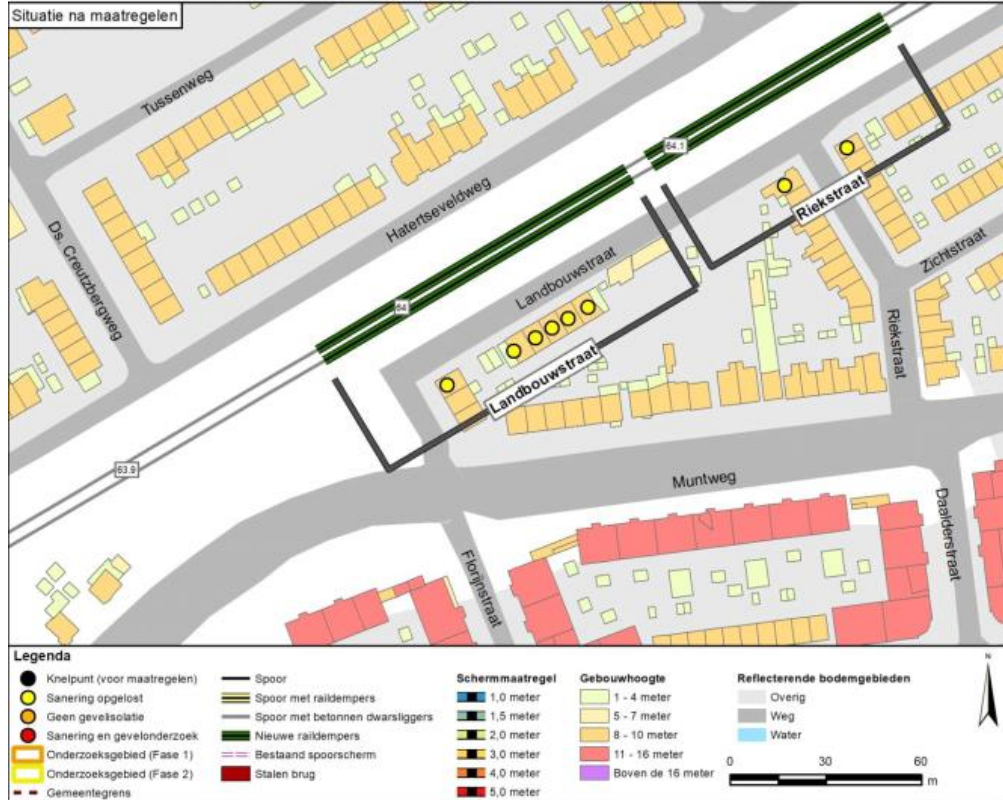 Situatie na maatregelen
Tussenweg
64.1
Hatertseveldweg
Riekstraat
Ds. Creutzbergweg
Landbouwstraat
Zichtstraat
64
Riekstraat
Landbouwstraat
63.9
Muntweg
Florijnstraat
Daalderstraat
Legenda
Knelpunt (voor maatregelen)
Sanering opgelost
Geen gevelisolatie
Sanering en gevelonderzoek
Onderzoeksgebied (Fase 1)
Onderzoeksgebied (Fase 2)
Gemeentegrens
Spoor
Spoor met raildempers
Spoor met betonnen dwarsliggers
Nieuwe raildempers
Bestaand spoorscherm
Stalen brug
Schermmaatregel
1,0 meter
1,5 meter
2,0 meter
3,0 meter
4,0 meter
5,0 meter
Gebouwhoogte
1 - 4 meter
5 - 7 meter
8 - 10 meter
11 - 16 meter
Boven de 16 meter
Reflecterende bodemgebieden
Overig
Weg
Water
N
0 30 60
m